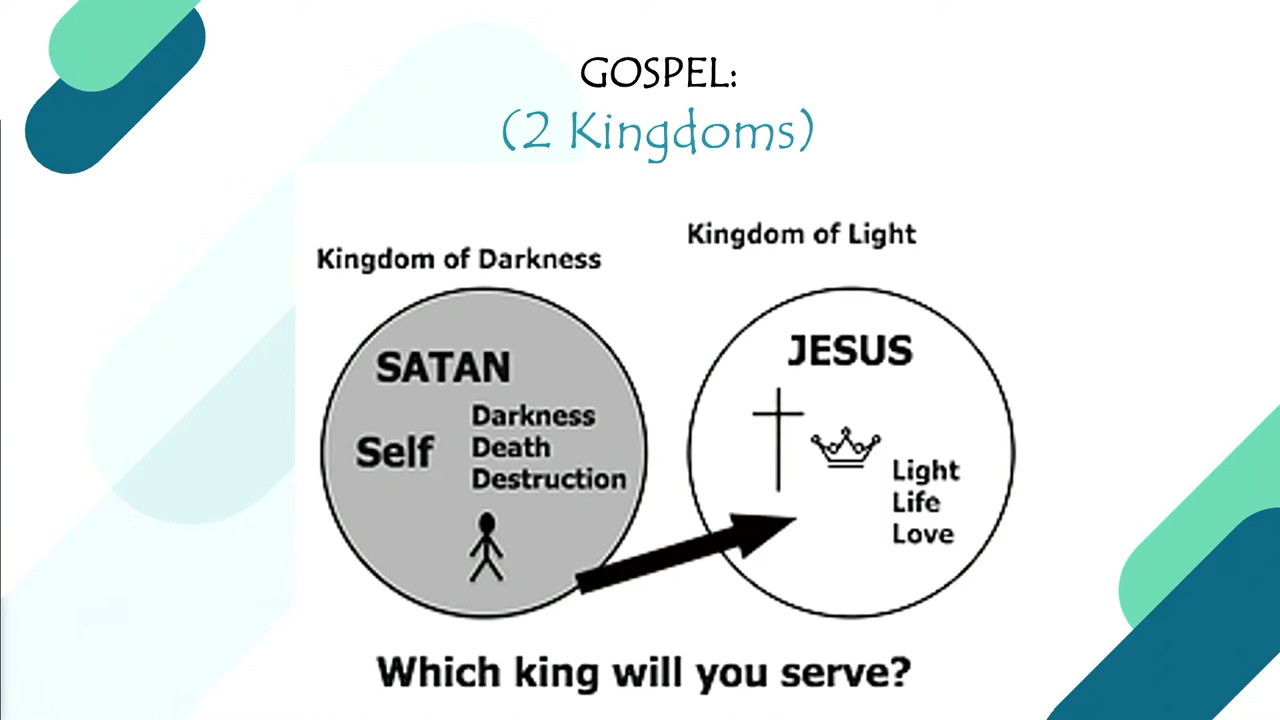 GOSPEL:
(2 Kingdoms)
Kingdom of Darkness
SATAN
Self
Darkness
Death
Destruction
Kingdom of Light
JESUS
Light
Life
Love
Which king will you serve?